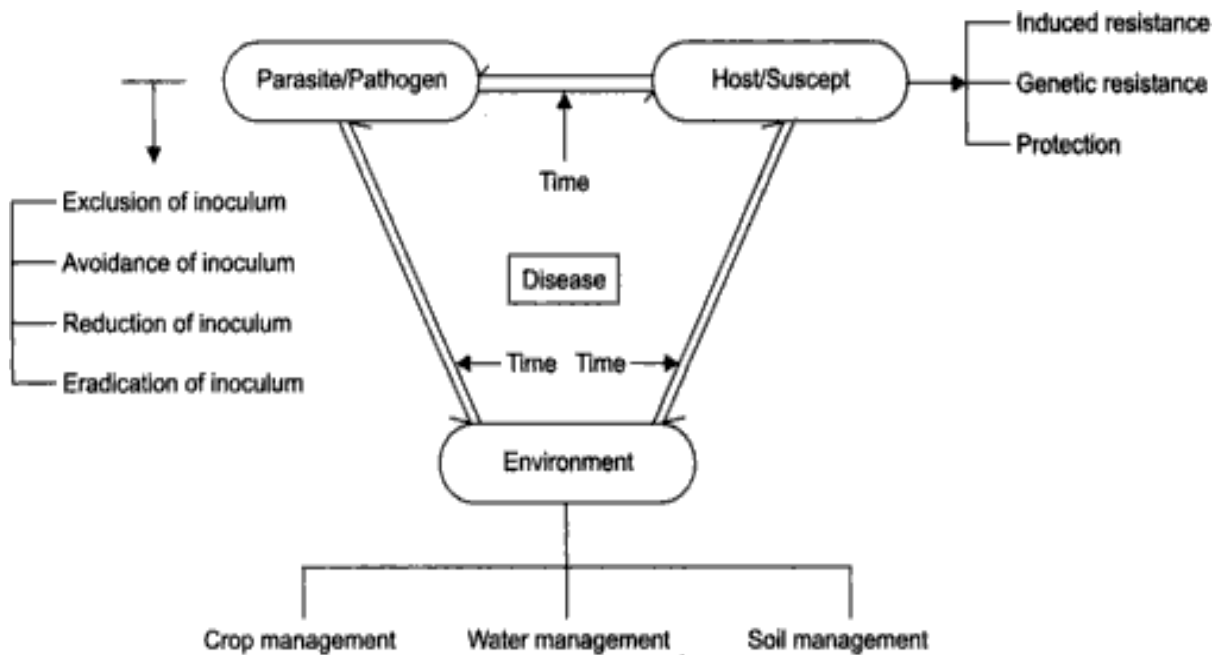 Parasite/Pathogen
Host/Suscept
Induced resistance
Genetic resistance
Protection
Time
Exclusion of inoculum
Avoidance of inoculum
Reduction of inoculum
Eradication of inoculum
Disease
Time Time
Environment
Crop management
Water management
Soil management